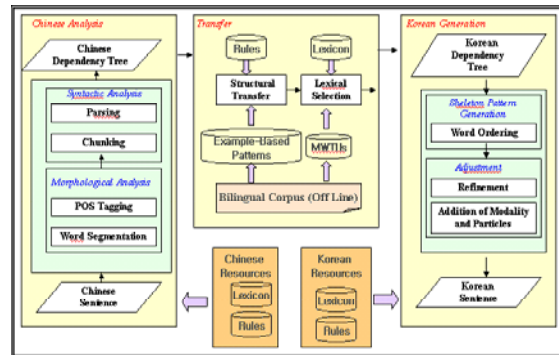 Chinese Analysis
Chinese
Dependency Tree
Syntactic Analysis
Parsing
Chunking
Morphological Analysis
POS Tagging
Word Segmentation
Chinese
Sentence
Transfer
Rules
Lexicon
Structural
Transfer
Lexical
Selection
Example-Based
Patterns
MWTUs
Bilingual Corpus (Off Line)
Chinese
Resources
Lexicon
Rules
Korean
Resources
Lexicon
Rules
Korean Generation
Korean
Dependency
Tree
Skeleton Pattern
Generation
Word Ordering
Adjustment
Refinement
Addition of Modality
and Particles
Korean
Sentence